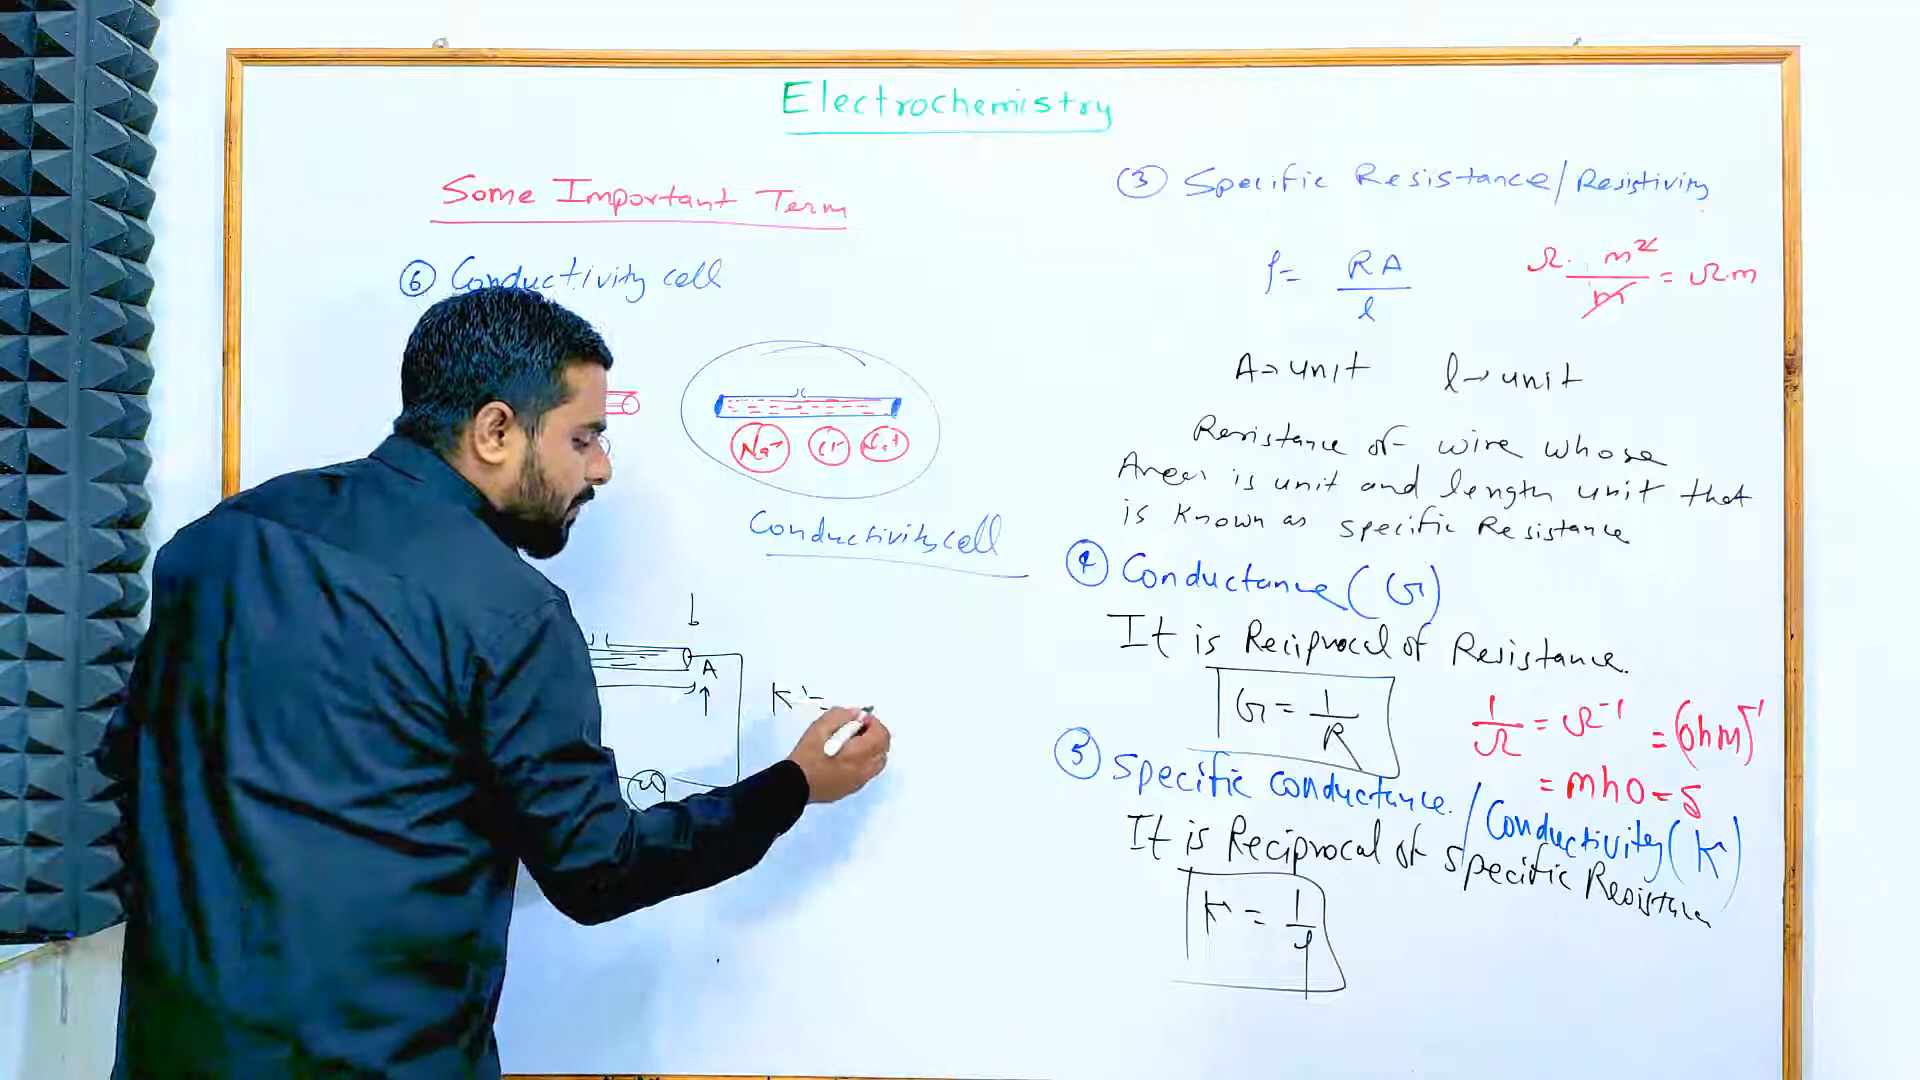 Electrochemistry
Some Important Term
⑥ Conductivity cell
Na+ Cl-
Conductivity cell
A
K' =
③ Specific Resistance/Resistivity
ρ = RA/l
Ω. m²/m = Ω.m
A → unit l → unit
Resistance of wire whose
Area is unit and length unit that
is known as specific Resistance
④ Conductance (G)
It is Reciprocal of Resistance.
G = 1/R
1/Ω = Ω⁻¹ = (ohm)⁻¹
= mho = S
⑤ Specific conductance. / Conductivity (K)
It is Reciprocal of specific Resistance
K = 1/ρ